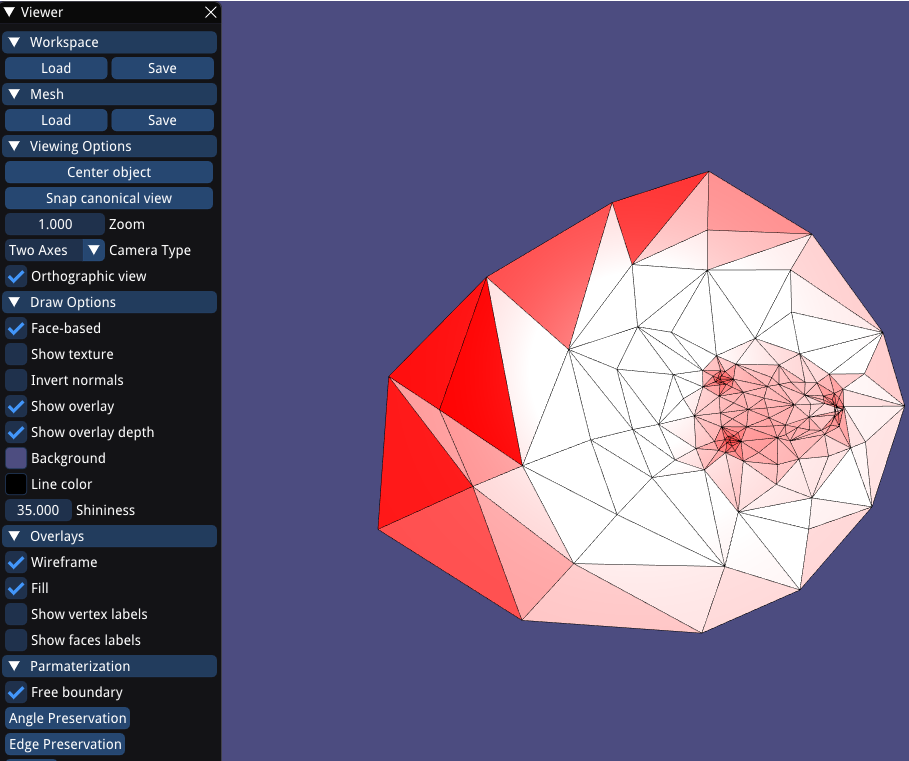 Viewer
Workspace
Load Save
Mesh
Load Save
Viewing Options
Center object
Snap canonical view
1.000 Zoom
Two Axes Camera Type
Orthographic view
Draw Options
Face-based
Show texture
Invert normals
Show overlay
Show overlay depth
Background
Line color
35.000 Shininess
Overlays
Wireframe
Fill
Show vertex labels
Show faces labels
Parmaterization
Free boundary
Angle Preservation
Edge Preservation